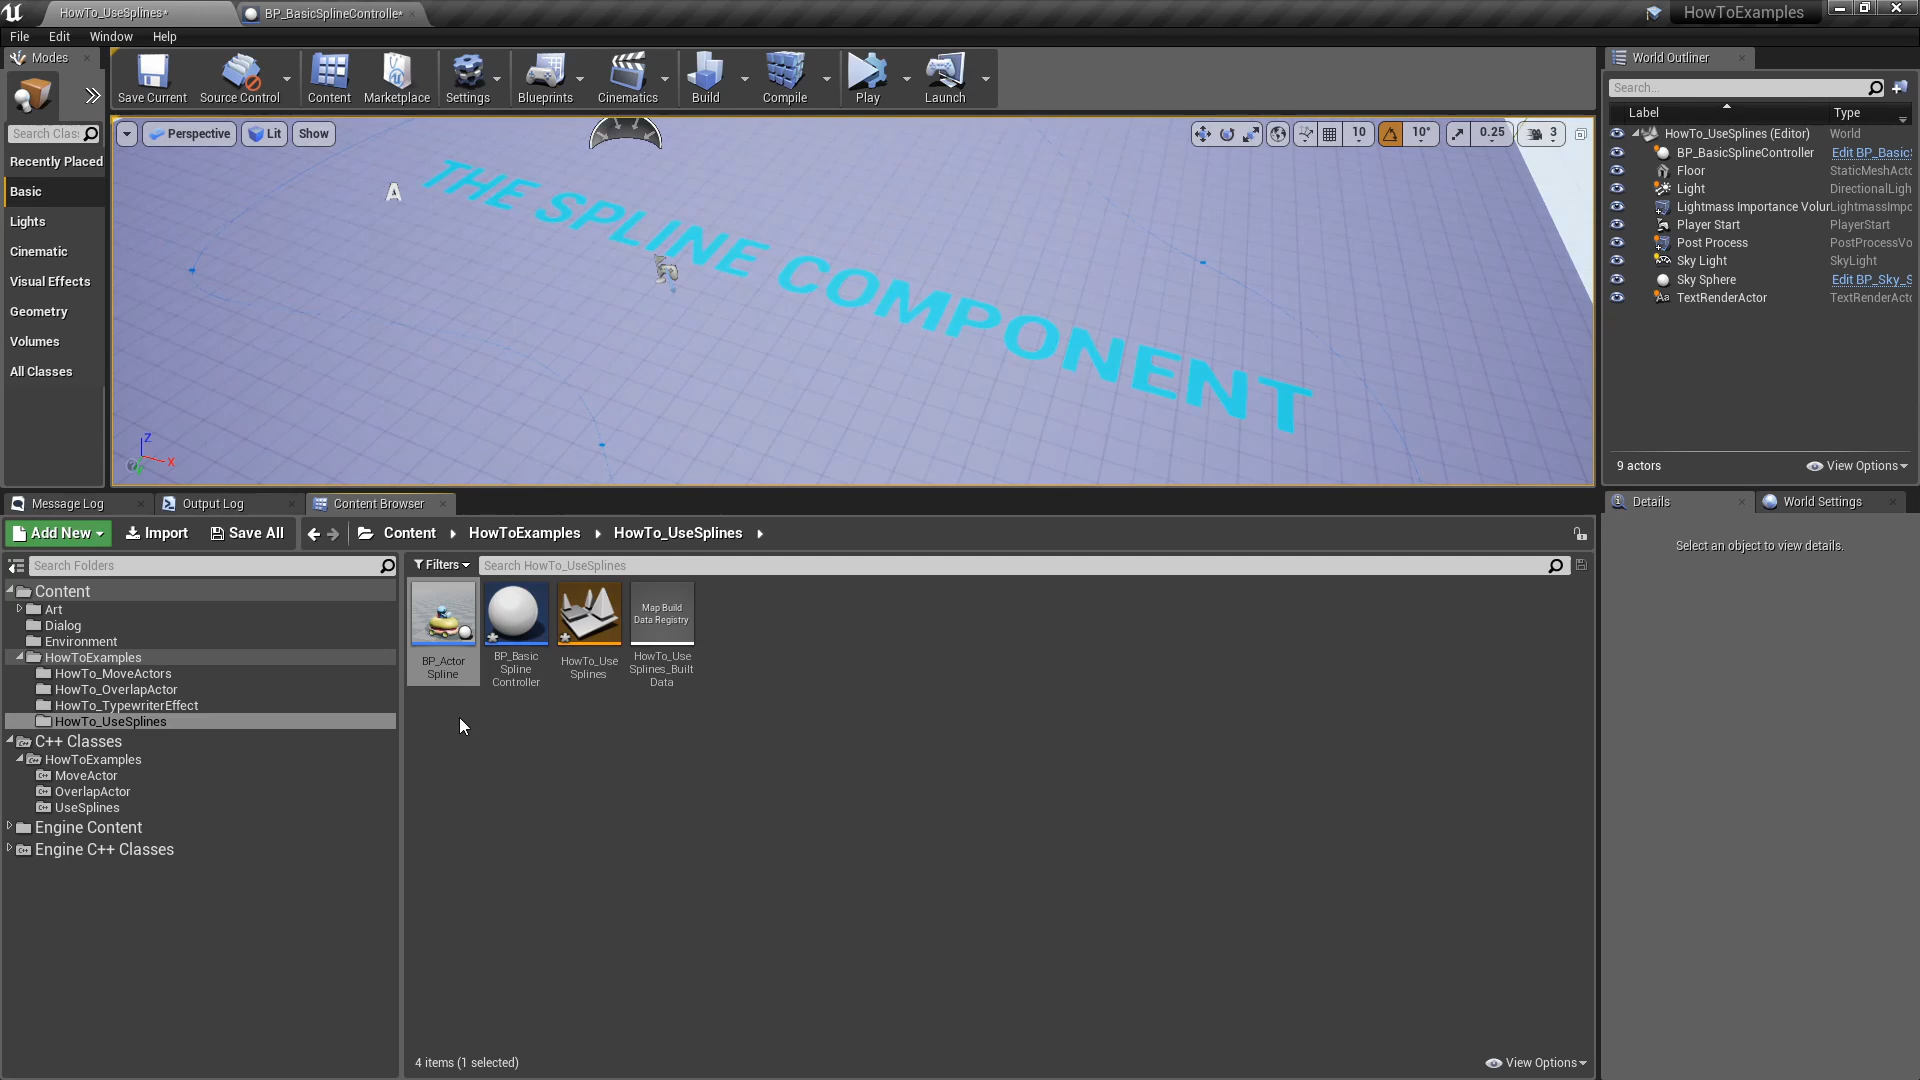 HowTo_UseSplines*
BP_BasicSplineControlle*
HowToExamples
File Edit Window Help
Modes
Save Current
Source Control
Content
Marketplace
Settings
Blueprints
Cinematics
Build
Compile
Play
Launch
Search Clas
Recently Placed
Basic
Lights
Cinematic
Visual Effects
Geometry
Volumes
All Classes
Perspective
Lit
Show
10
10°
0.25
3
A
THE SPLINE COMPONENT
Z
X
World Outliner
Search...
Label Type
HowTo_UseSplines (Editor) World
BP_BasicSplineController Edit BP_Basic
Floor StaticMeshActo
Light DirectionalLigh
Lightmass Importance Volur LightmassImpo
Player Start PlayerStart
Post Process PostProcessVo
Sky Light SkyLight
Sky Sphere Edit BP_Sky_S
TextRenderActor TextRenderActo
9 actors
View Options
Details
World Settings
Select an object to view details.
Message Log
Output Log
Content Browser
Add New
Import
Save All
Content
HowToExamples
HowTo_UseSplines
Search Folders
Filters
Search HowTo_UseSplines
Content
Art
Dialog
Environment
HowToExamples
HowTo_MoveActors
HowTo_OverlapActor
HowTo_TypewriterEffect
HowTo_UseSplines
C++ Classes
HowToExamples
MoveActor
OverlapActor
UseSplines
Engine Content
Engine C++ Classes
BP_Actor
Spline
BP_Basic
Spline
Controller
HowTo_Use
Splines
Map Build
Data Registry
HowTo_Use
Splines_Built
Data
4 items (1 selected)
View Options